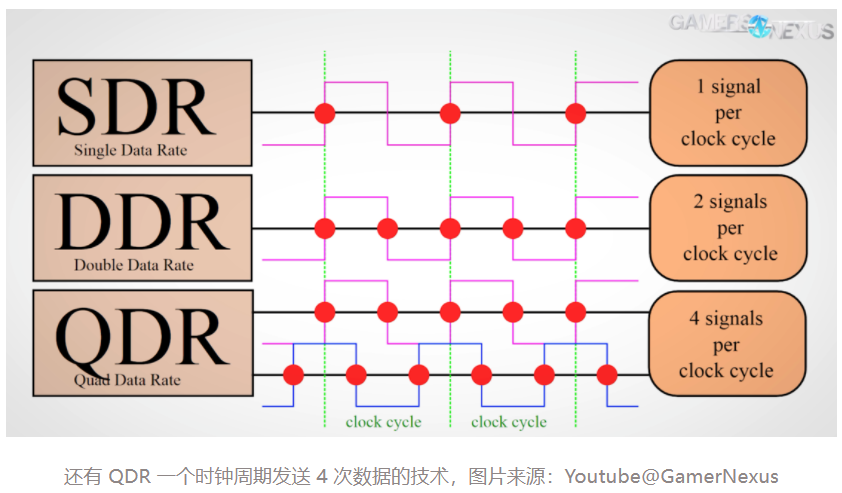 GAMERS NEXUS
SDR
Single Data Rate
1 signal
per
clock cycle
DDR
Double Data Rate
2 signals
per
clock cycle
QDR
Quad Data Rate
4 signals
per
clock cycle
clock cycle
clock cycle
还有 QDR 一个时钟周期发送 4 次数据的技术，图片来源：Youtube@GamerNexus